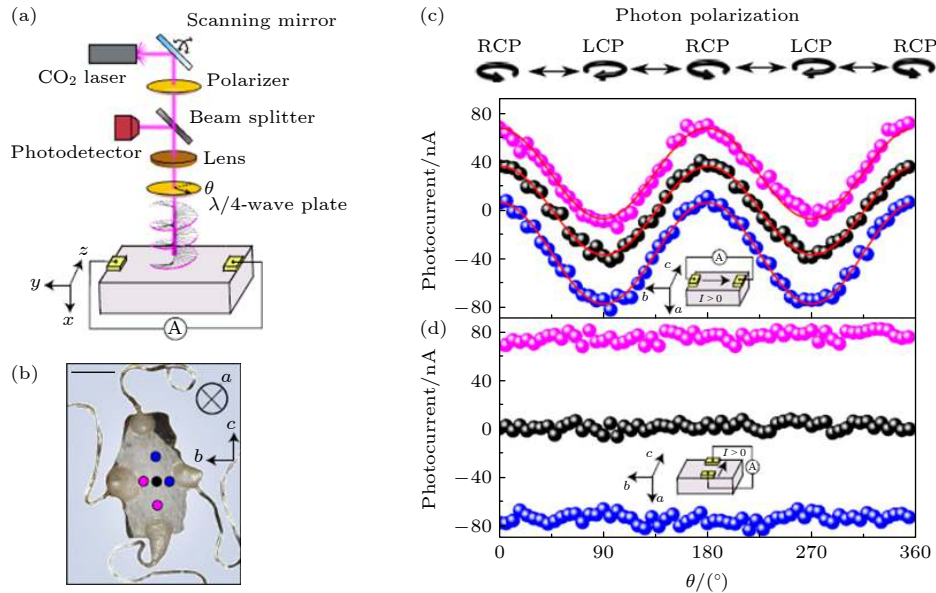 (a)
Scanning mirror
CO₂ laser
Polarizer
Beam splitter
Photodetector
Lens
θ
λ/4-wave plate
z
y
x
A
(b)
a
c
b
(c)
Photon polarization
RCP LCP RCP LCP RCP
Photocurrent/nA
80
40
0
−40
−80
A
c
b
a
I > 0
(d)
Photocurrent/nA
80
40
0
−40
−80
I > 0
A
c
b
a
0 90 180 270 360
θ/(°)